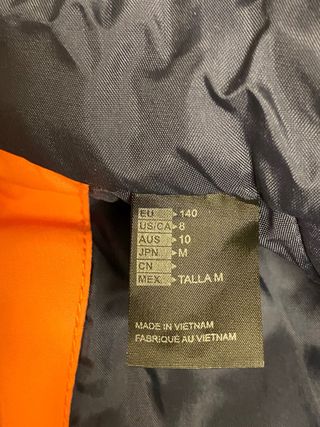 EU ▸140
US/CA ▸8
AUS ▸10
JPN ▸M
CN ▸
MEX ▸TALLA M
MADE IN VIETNAM
FABRIQUÉ AU VIETNAM